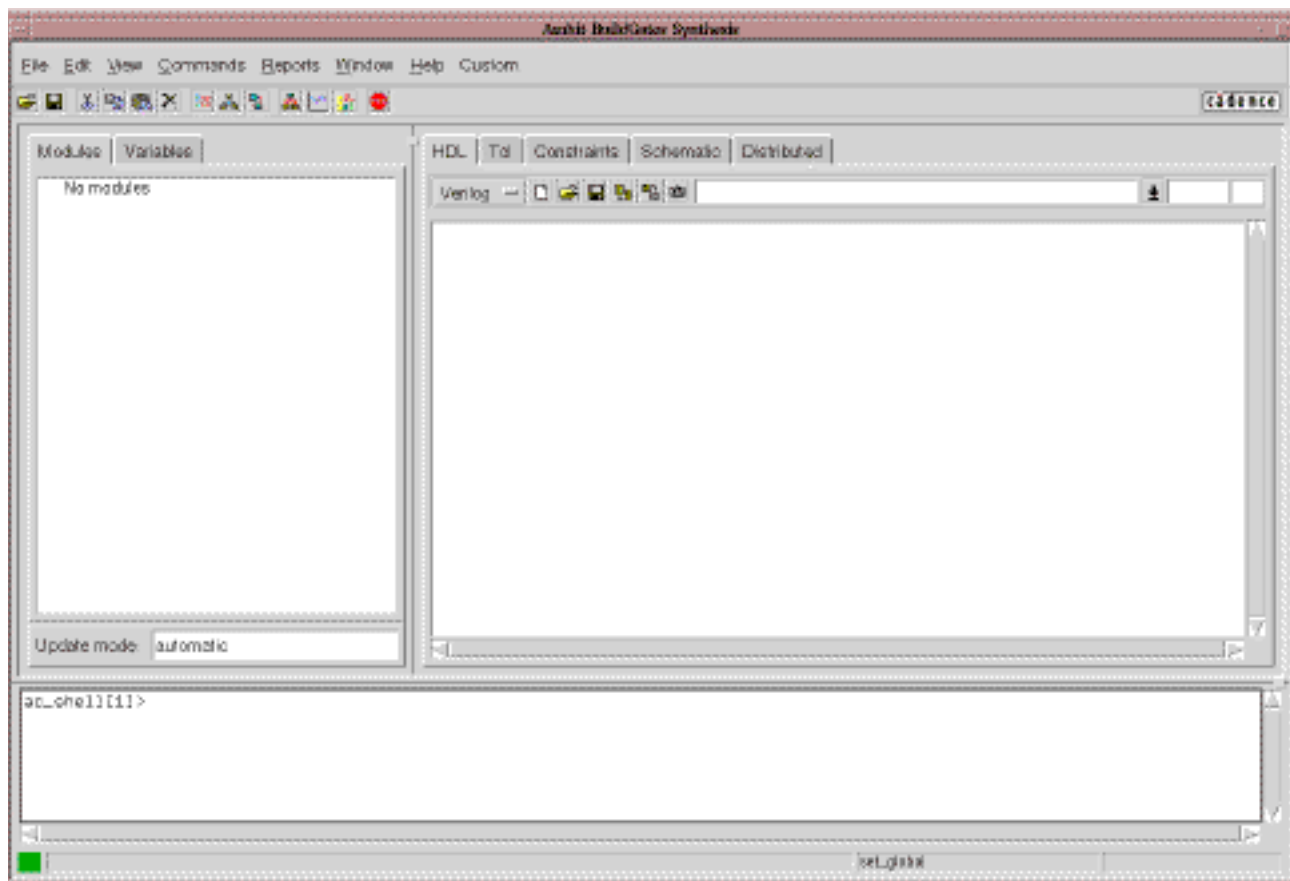 Ambit BuildGates Synthesis
File Edit View Commands Reports Window Help Custom
cādence
Modules Variables
HDL Tcl Constraints Schematic Distributed
No modules
Verilog
Update mode: automatic
ac_shell[1]>
set_global